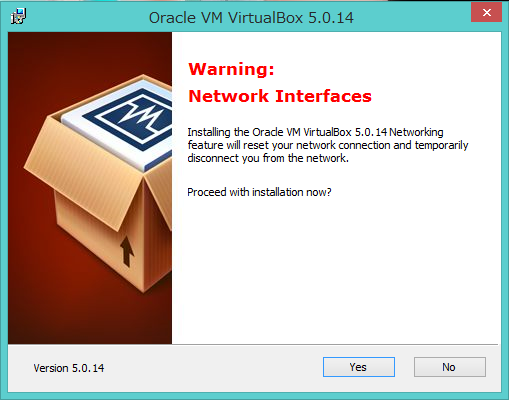 Oracle VM VirtualBox 5.0.14
Warning:
Network Interfaces
Installing the Oracle VM VirtualBox 5.0.14 Networking
feature will reset your network connection and temporarily
disconnect you from the network.
Proceed with installation now?
Version 5.0.14
Yes
No